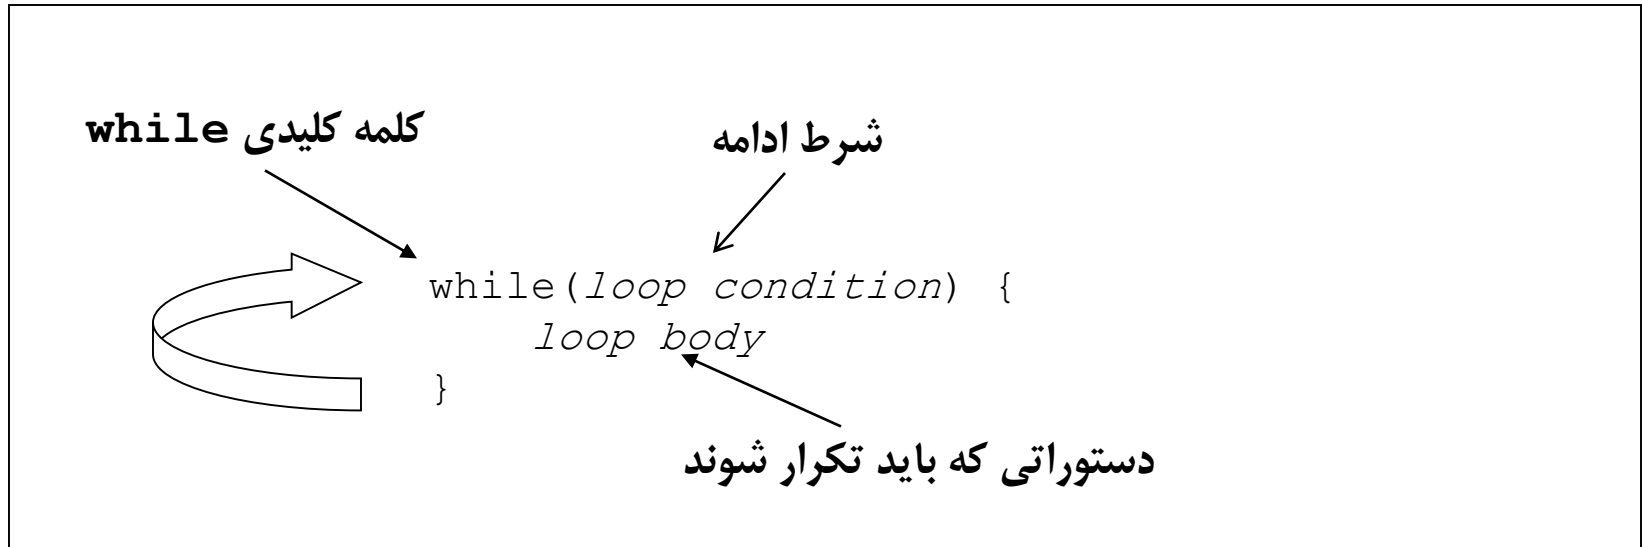 کلمه کلیدی while
شرط ادامه
while(loop condition) {
loop body
}
دستوراتی که باید تکرار شوند